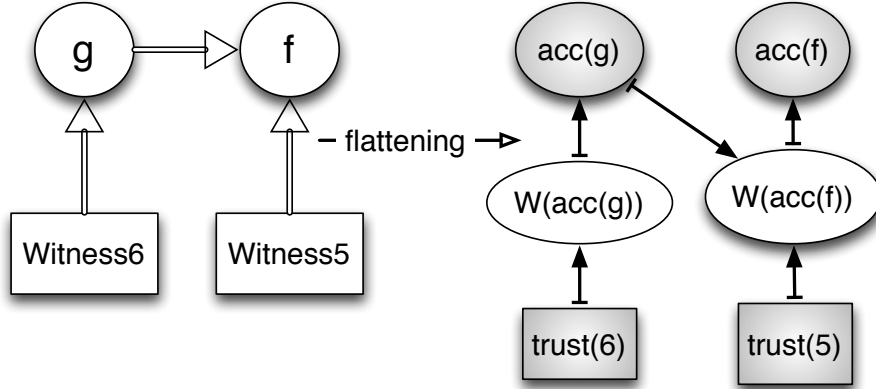 g
f
acc(g)
acc(f)
flattening
W(acc(g))
W(acc(f))
Witness6
Witness5
trust(6)
trust(5)